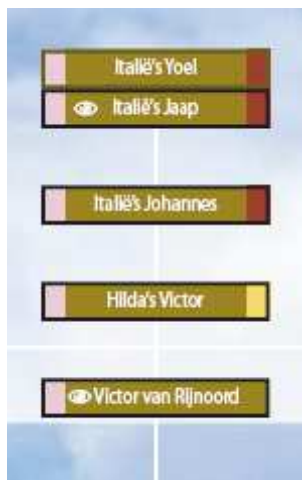 Italië's Yoel
Italië's Jaap
Italië's Johannes
Hilda's Victor
Victor van Rijnoord